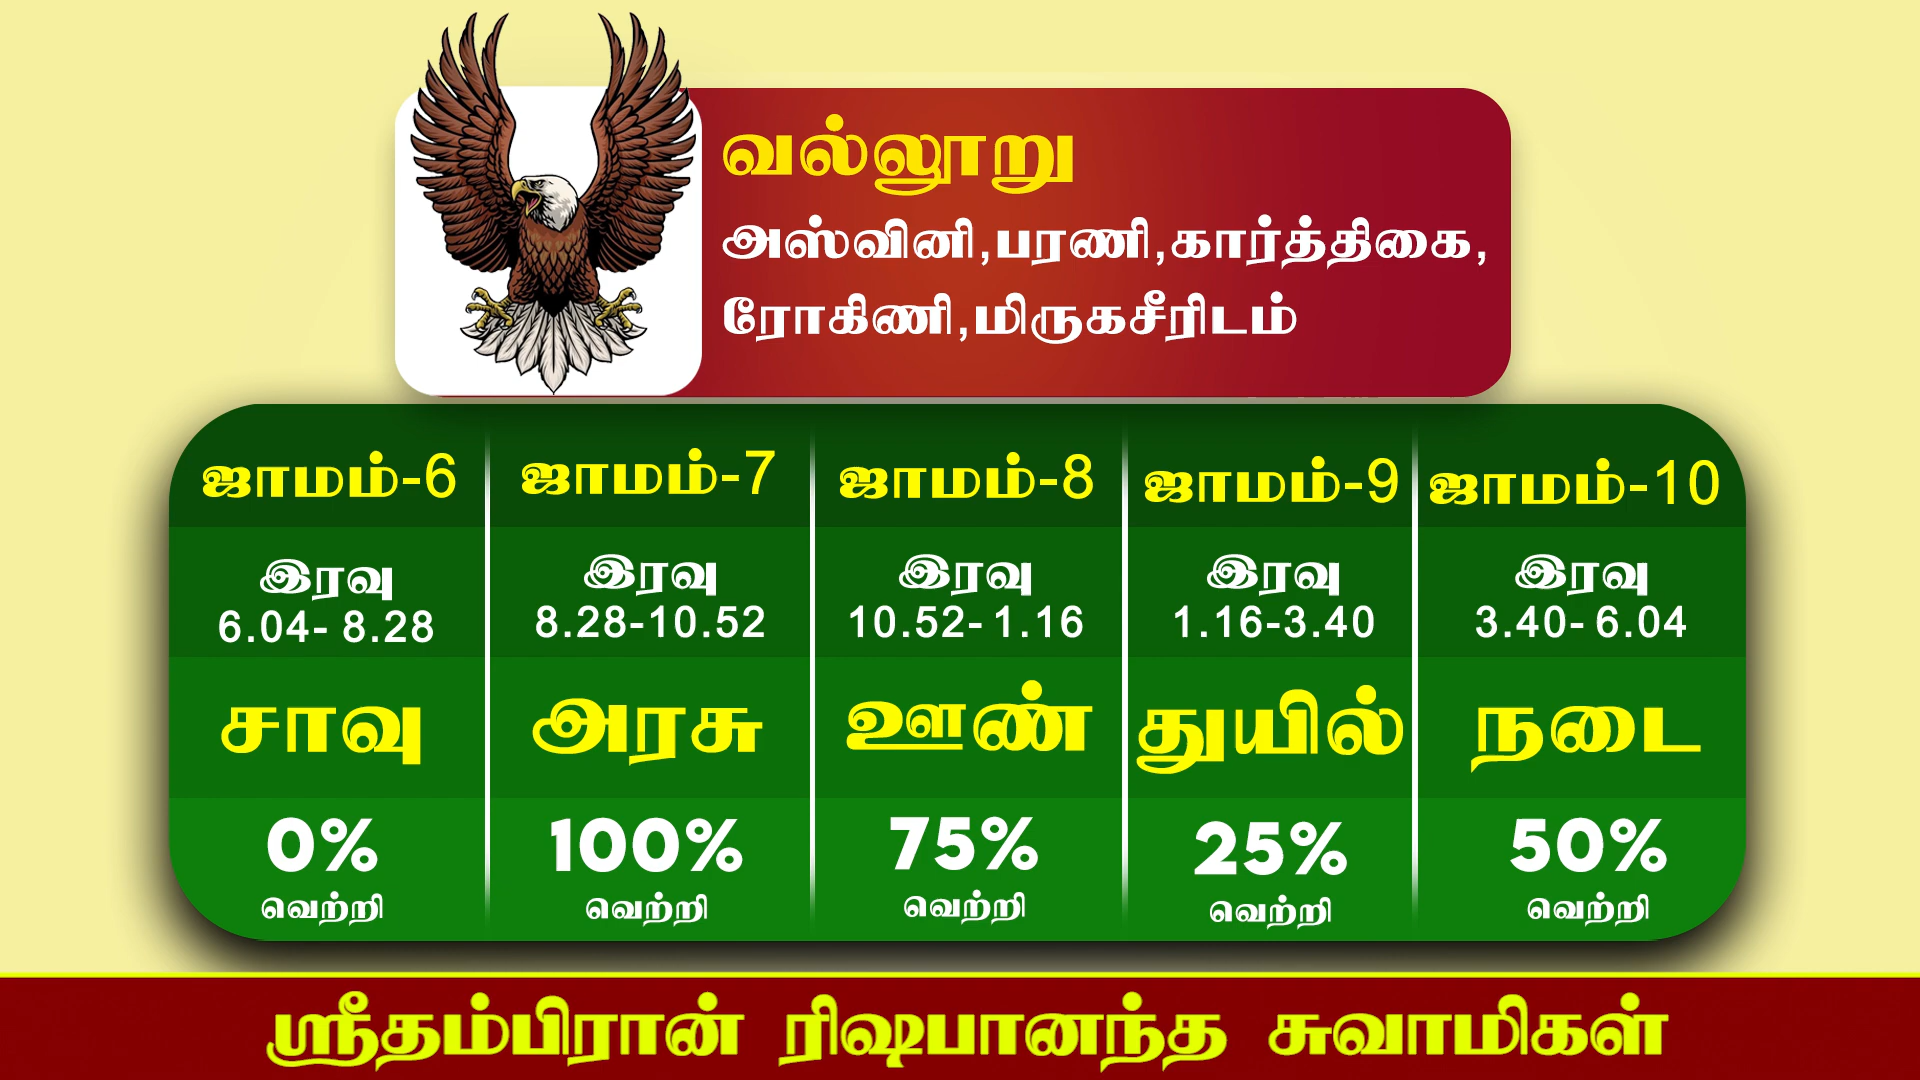 வல்லூறு
அஸ்வினி,பரணி,கார்த்திகை,
ரோகிணி,மிருகசீரிடம்
ஜாமம்-6 ஜாமம்-7 ஜாமம்-8 ஜாமம்-9 ஜாமம்-10
இரவு இரவு இரவு இரவு இரவு
6.04- 8.28 8.28-10.52 10.52- 1.16 1.16-3.40 3.40- 6.04
சாவு அரசு ஊண் துயில் நடை
0% 100% 75% 25% 50%
வெற்றி வெற்றி வெற்றி வெற்றி வெற்றி
ஸ்ரீதம்பிரான் ரிஷபானந்த சுவாமிகள்